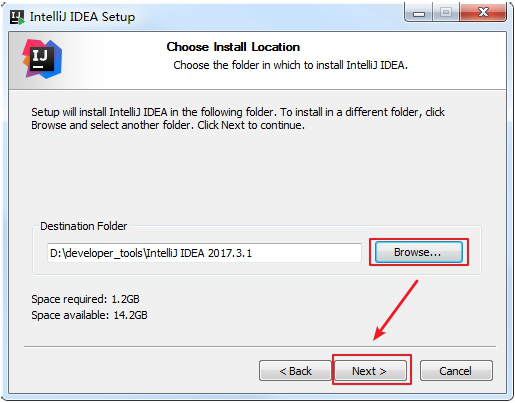 IntelliJ IDEA Setup
IJ
Choose Install Location
Choose the folder in which to install IntelliJ IDEA.
Setup will install IntelliJ IDEA in the following folder. To install in a different folder, click
Browse and select another folder. Click Next to continue.
Destination Folder
D:\developer_tools\IntelliJ IDEA 2017.3.1
Browse...
Space required: 1.2GB
Space available: 14.2GB
< Back
Next >
Cancel